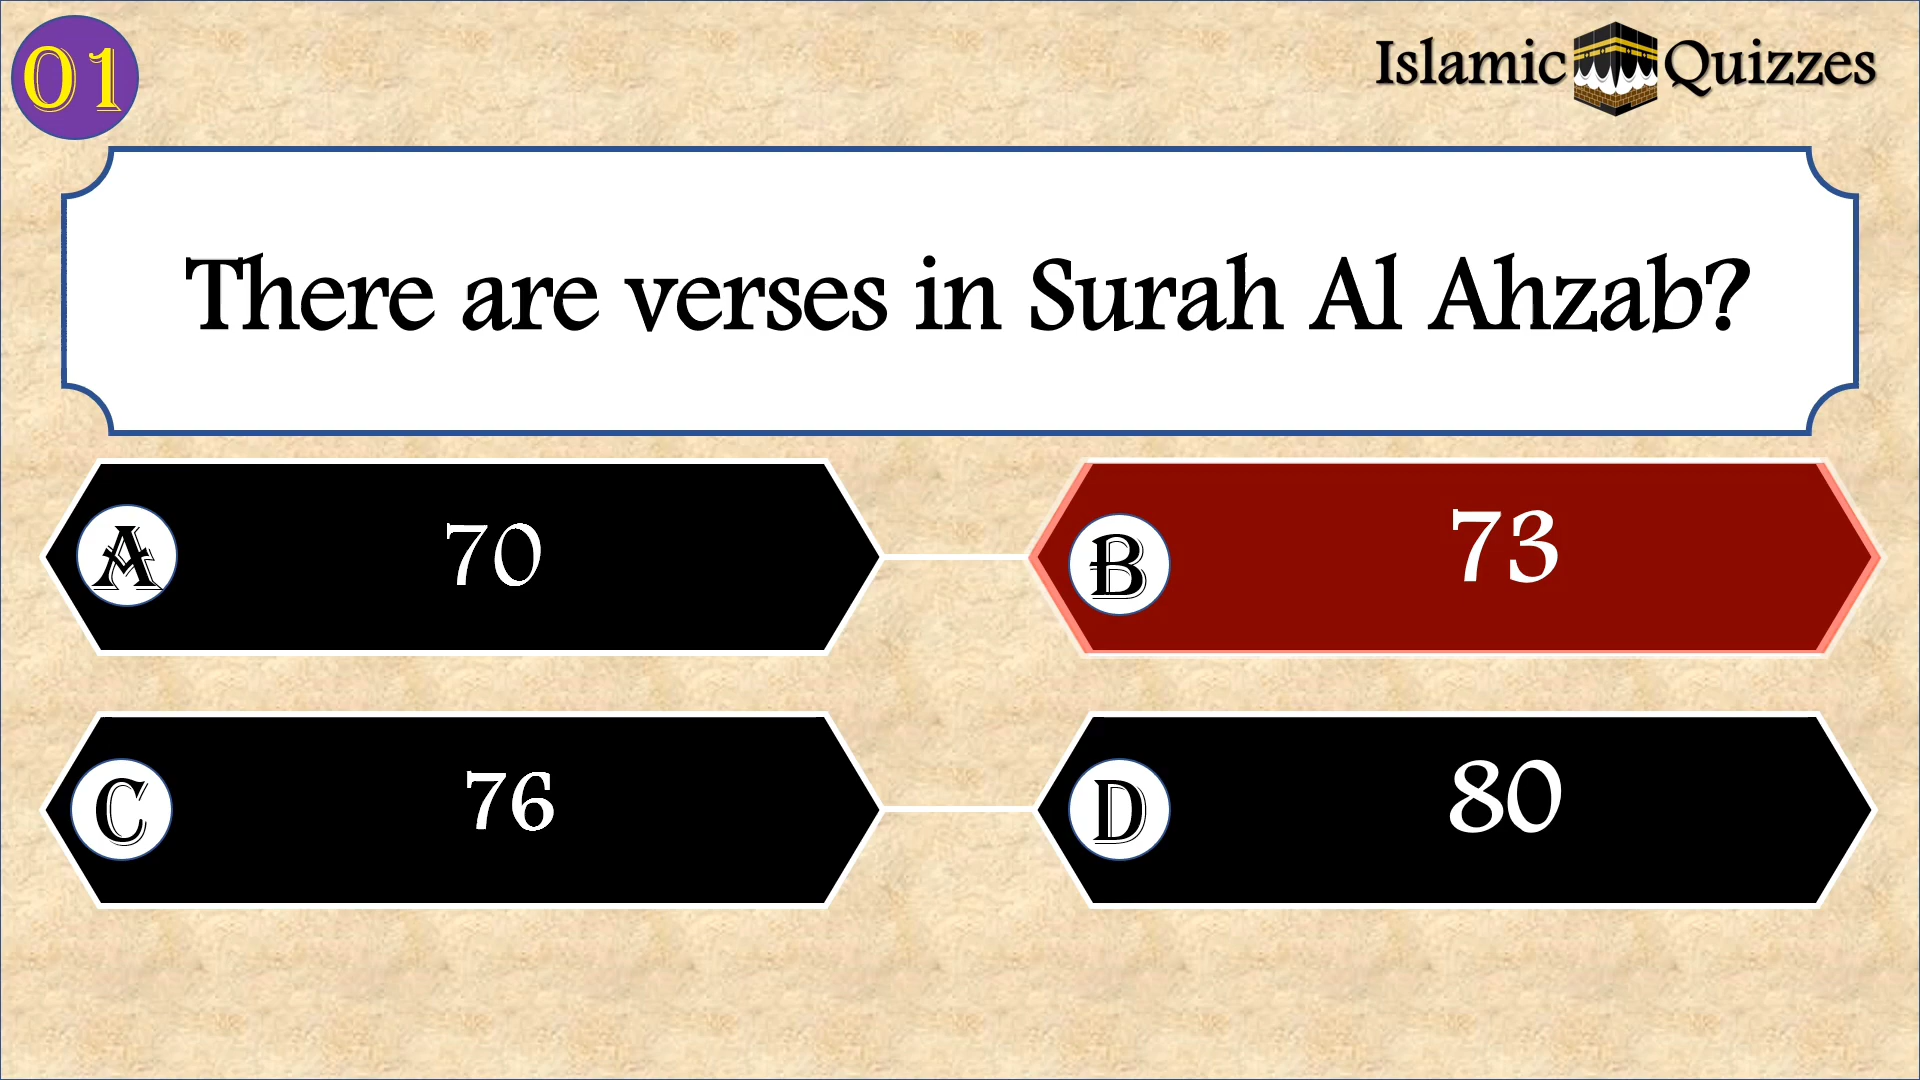 01
Islamic Quizzes
There are verses in Surah Al Ahzab?
A 70
B 73
C 76
D 80